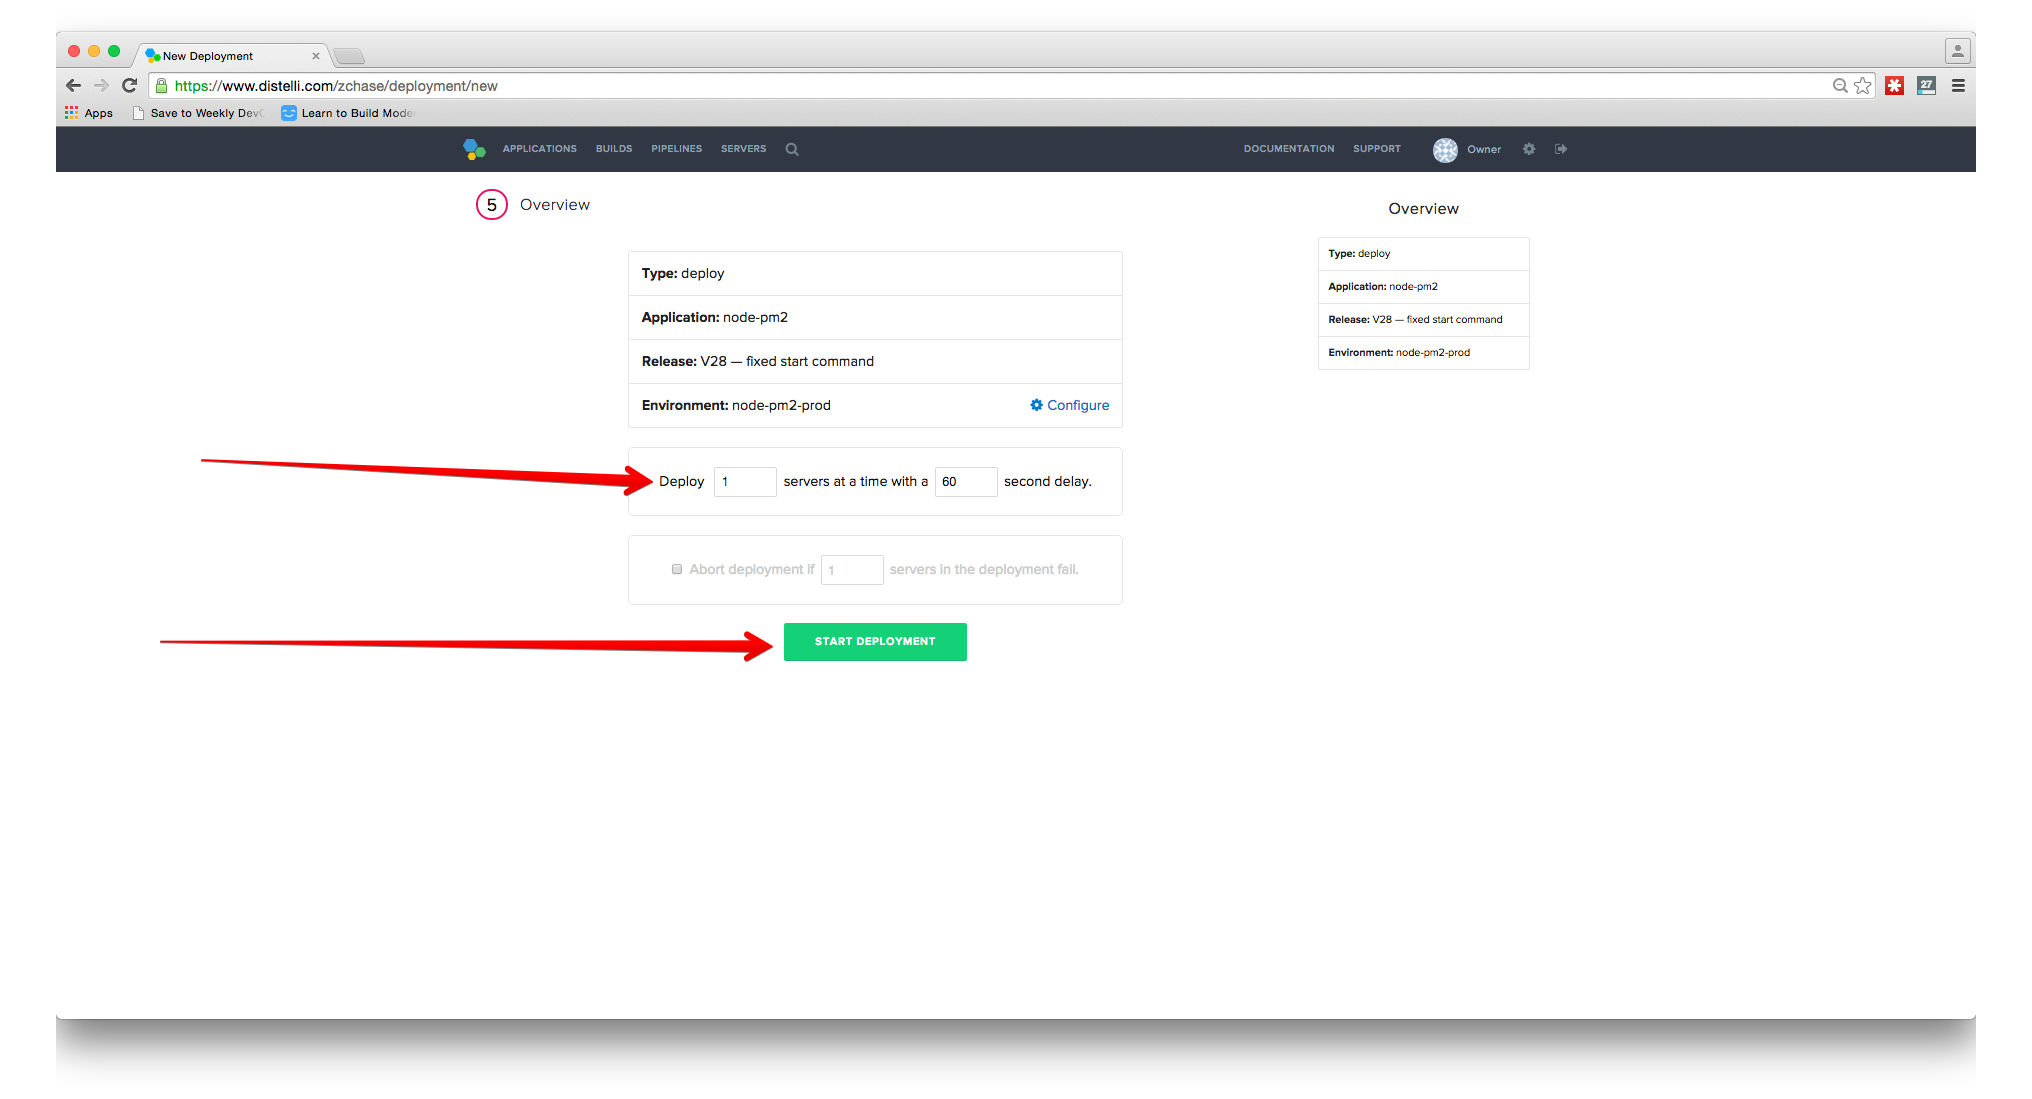 New Deployment
https://www.distelli.com/zchase/deployment/new
27
Apps Save to Weekly Dev Learn to Build Mode
APPLICATIONS BUILDS PIPELINES SERVERS DOCUMENTATION SUPPORT Owner
5 Overview
Type: deploy
Application: node-pm2
Release: V28 — fixed start command
Environment: node-pm2-prod Configure
Deploy 1 servers at a time with a 60 second delay.
Abort deployment if 1 servers in the deployment fail.
START DEPLOYMENT
Overview
Type: deploy
Application: node-pm2
Release: V28 — fixed start command
Environment: node-pm2-prod